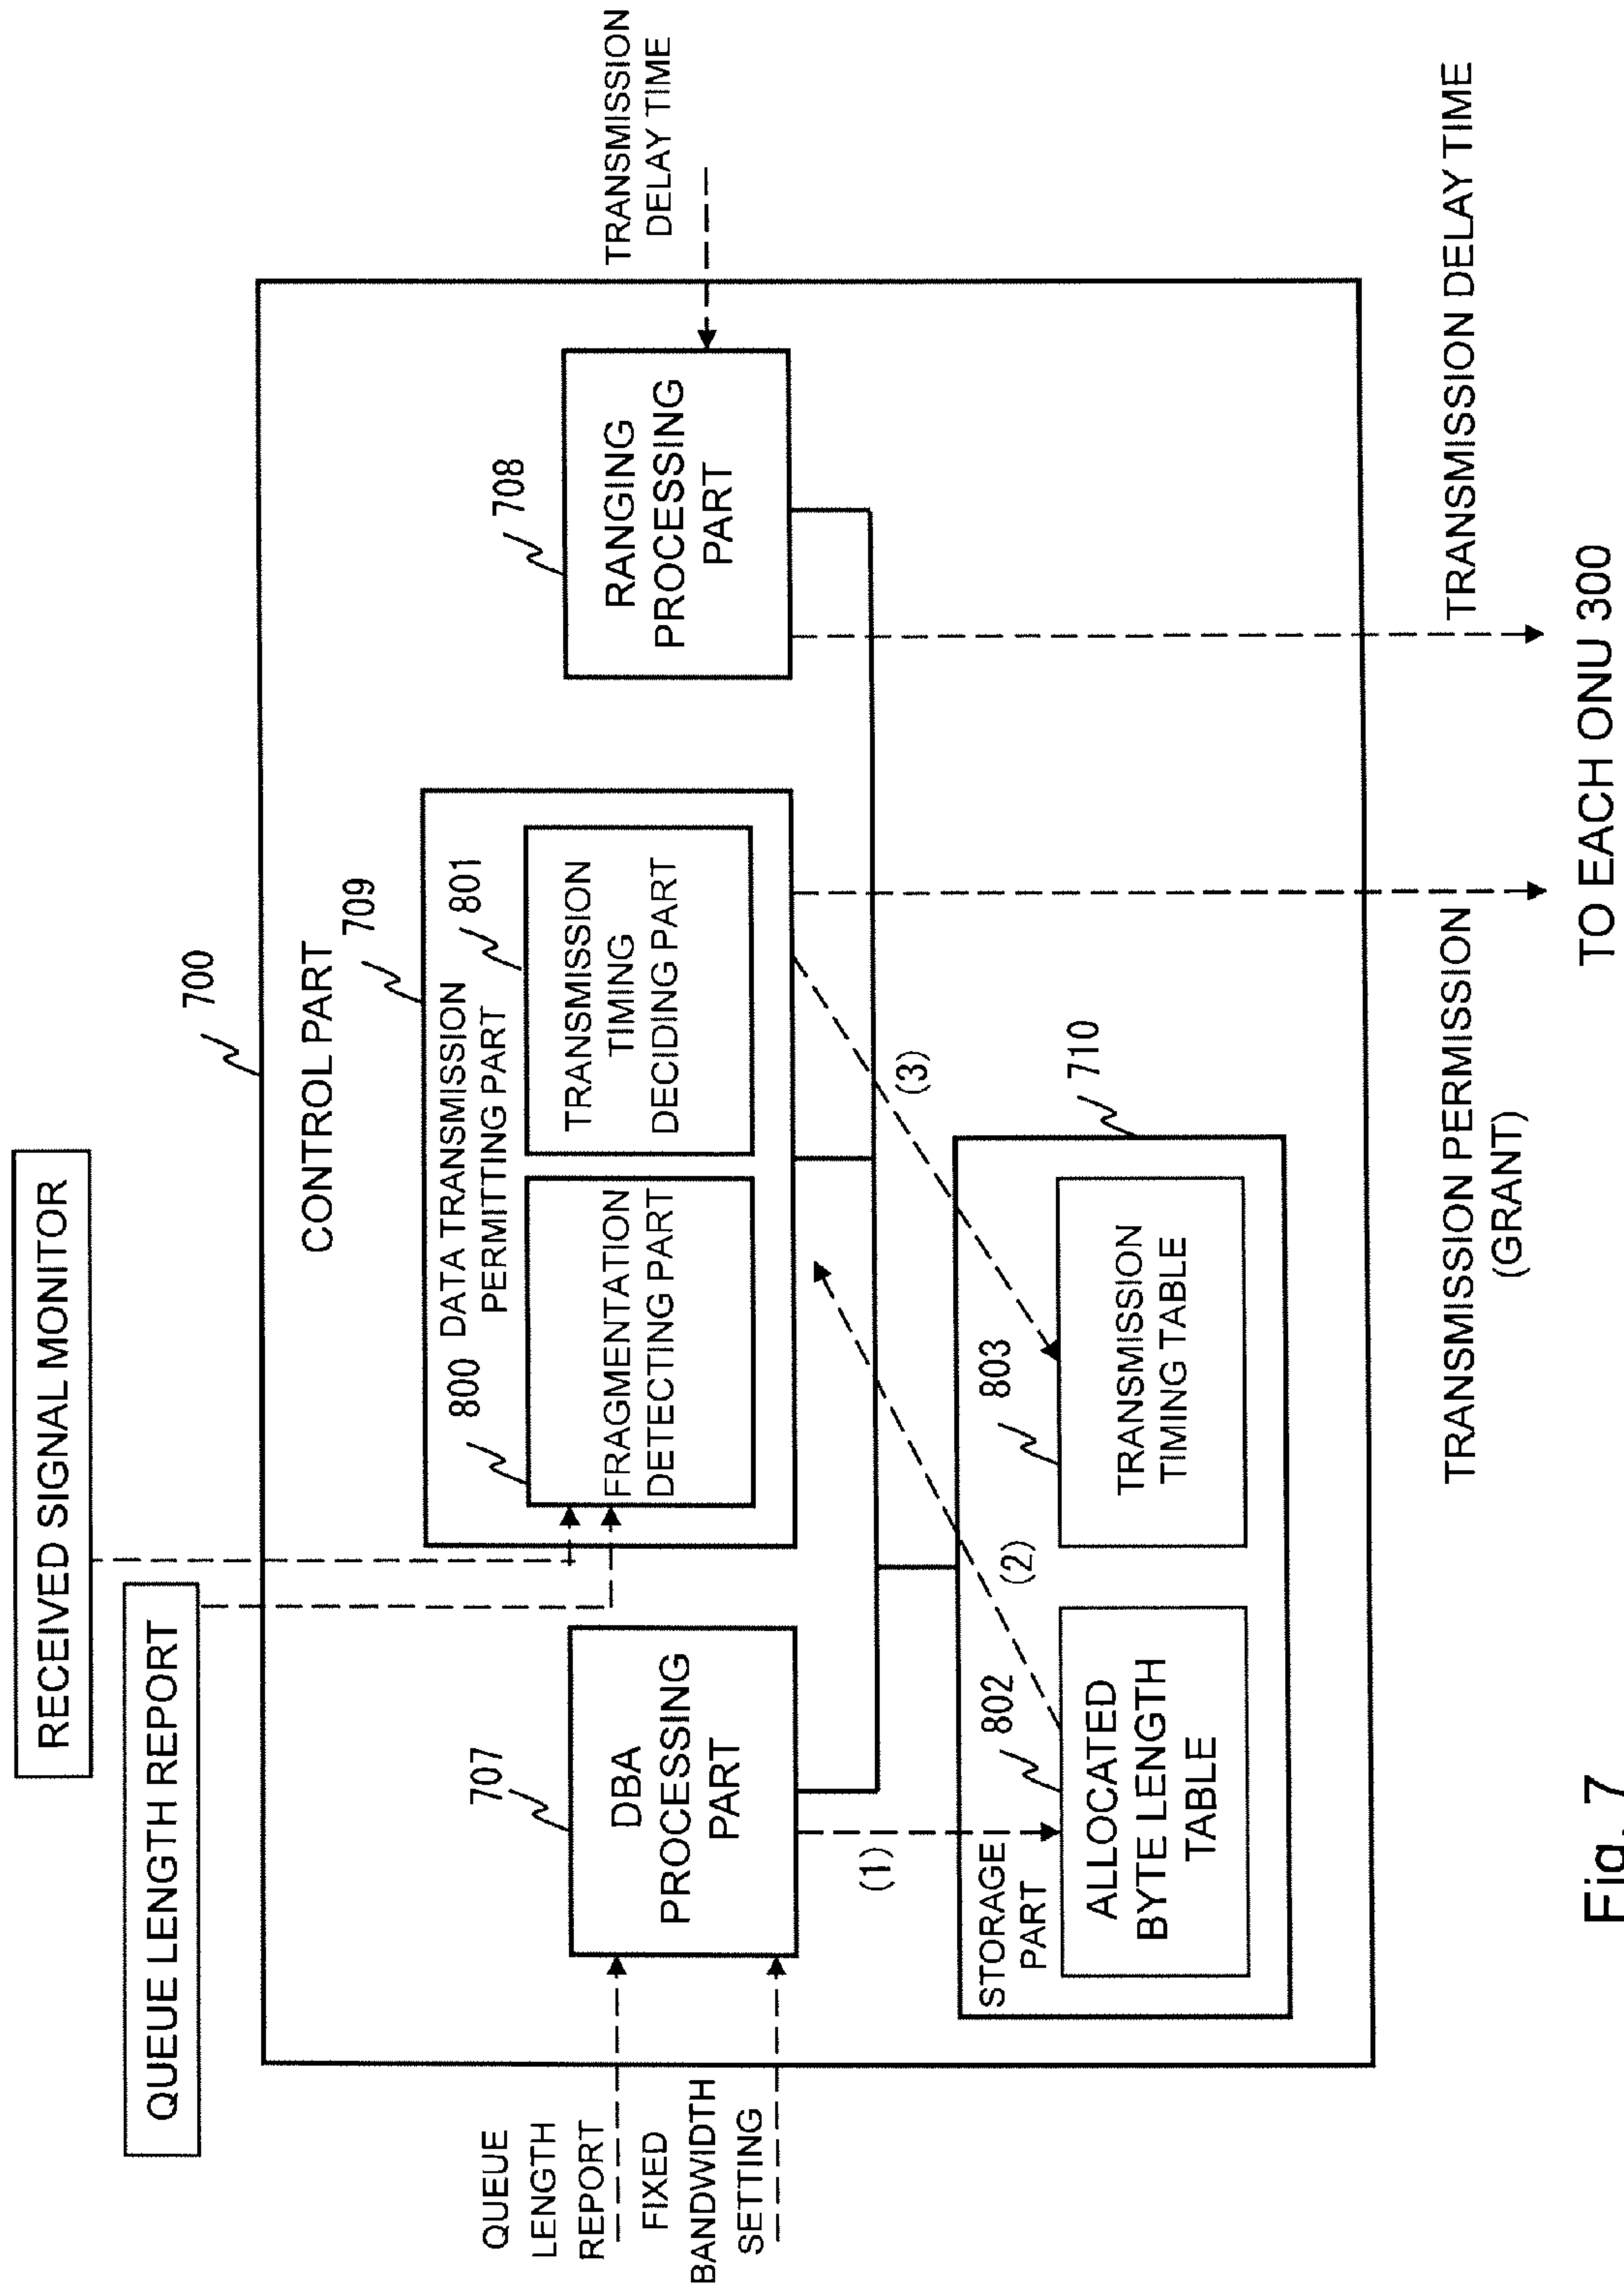 RECEIVED SIGNAL MONITOR
QUEUE LENGTH REPORT
700
CONTROL PART
709
DATA TRANSMISSION
PERMITTING PART
800
FRAGMENTATION
DETECTING PART
801
TRANSMISSION
TIMING
DECIDING PART
707
DBA
PROCESSING
PART
708
RANGING
PROCESSING
PART
TRANSMISSION
DELAY TIME
QUEUE
LENGTH
REPORT
FIXED
BANDWIDTH
SETTING
(1)
(2)
(3)
710
STORAGE
PART
802
ALLOCATED
BYTE LENGTH
TABLE
803
TRANSMISSION
TIMING TABLE
TRANSMISSION PERMISSION
(GRANT)
TRANSMISSION DELAY TIME
TO EACH ONU 300
Fig. 7